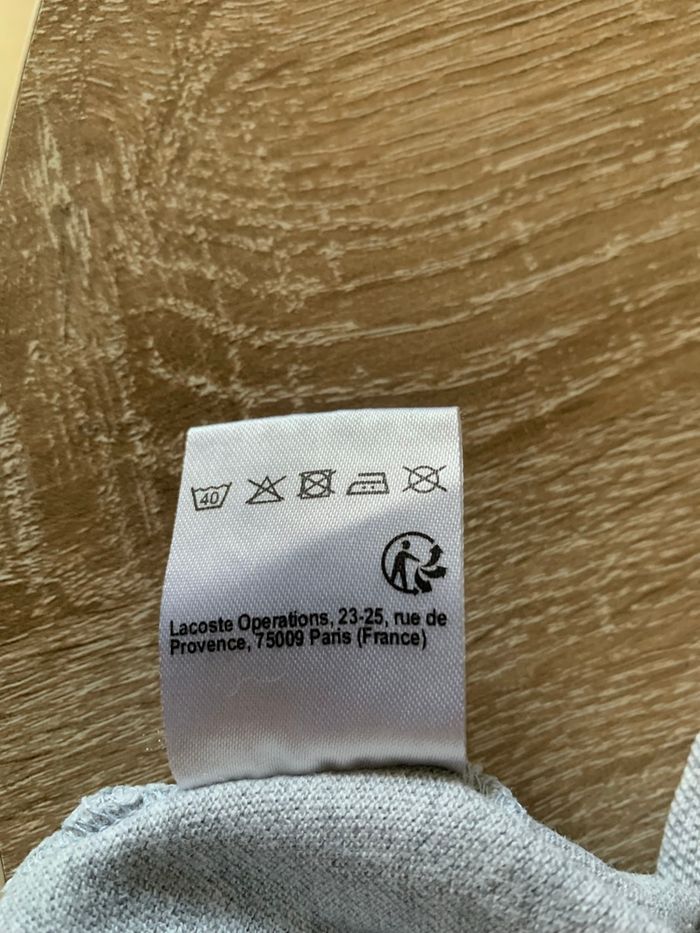 40
Lacoste Operations, 23-25, rue de
Provence, 75009 Paris (France)